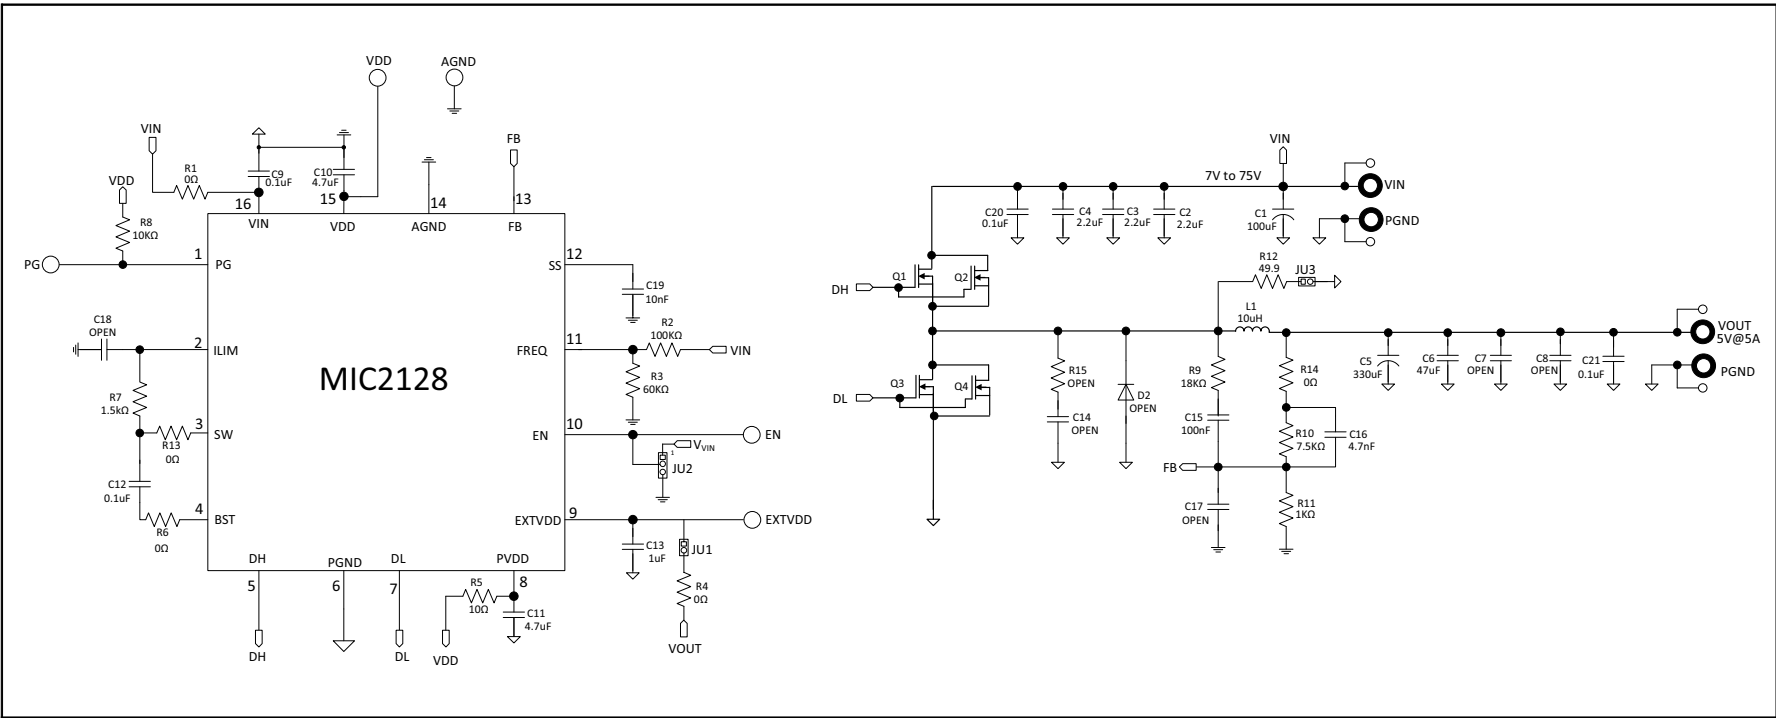 VDD
AGND
VIN
R1
0Ω
C9
0.1uF
C10
4.7uF
FB
VDD
R8
10KΩ
16
15
14
13
VIN
VDD
AGND
FB
PG
1
PG
C18
OPEN
2
ILIM
R7
1.5kΩ
3
SW
R13
0Ω
C12
0.1uF
4
BST
R6
0Ω
MIC2128
12
SS
C19
10nF
R2
100KΩ
11
FREQ
VIN
R3
60KΩ
10
EN
EN
VVIN
1
JU2
9
EXTVDD
EXTVDD
C13
1uF
JU1
R4
0Ω
VOUT
DH
PGND
DL
PVDD
5
6
7
8
R5
10Ω
C11
4.7uF
DH
DL
VDD
VIN
7V to 75V
VIN
C20
0.1uF
C4
2.2uF
C3
2.2uF
C2
2.2uF
C1
100uF
PGND
R12
49.9
JU3
Q1
Q2
DH
L1
10uH
VOUT
5V@5A
Q3
Q4
DL
R15
OPEN
C14
OPEN
D2
OPEN
R9
18KΩ
C15
100nF
R14
0Ω
R10
7.5KΩ
C16
4.7nF
FB
C17
OPEN
R11
1KΩ
C5
330uF
C6
47uF
C7
OPEN
C8
OPEN
C21
0.1uF
PGND